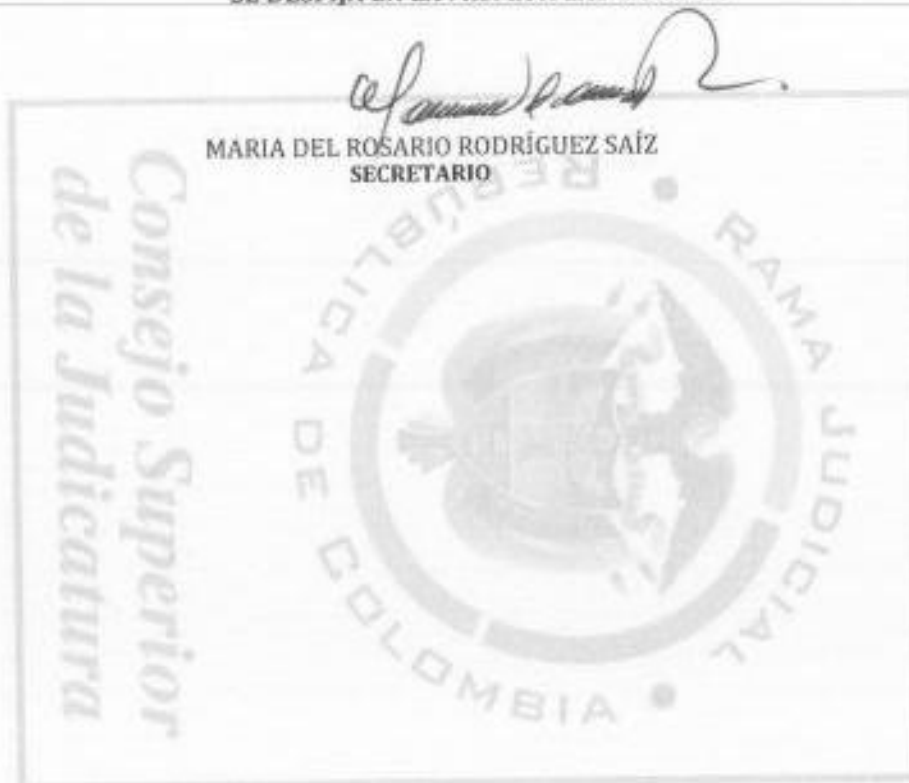 MARIA DEL ROSARIO RODRÍGUEZ SAÍZ
SECRETARIO
Consejo Superior
de la Judicatura
REPÚBLICA DE COLOMBIA
RAMA JUDICIAL